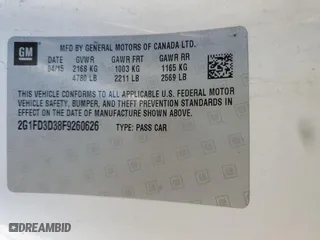 GM
MFD BY GENERAL MOTORS OF CANADA LTD.
DATE GVWR GAWR FRT GAWR RR
04/15 2168 KG 1003 KG 1165 KG
4780 LB 2211 LB 2569 LB
THIS VEHICLE CONFORMS TO ALL APPLICABLE U.S. FEDERAL MOTOR
VEHICLE SAFETY, BUMPER, AND THEFT PREVENTION STANDARDS IN
EFFECT ON THE DATE OF MANUFACTURE SHOWN ABOVE.
2G1FD3D38F9260626 TYPE: PASS CAR
DREAMBID